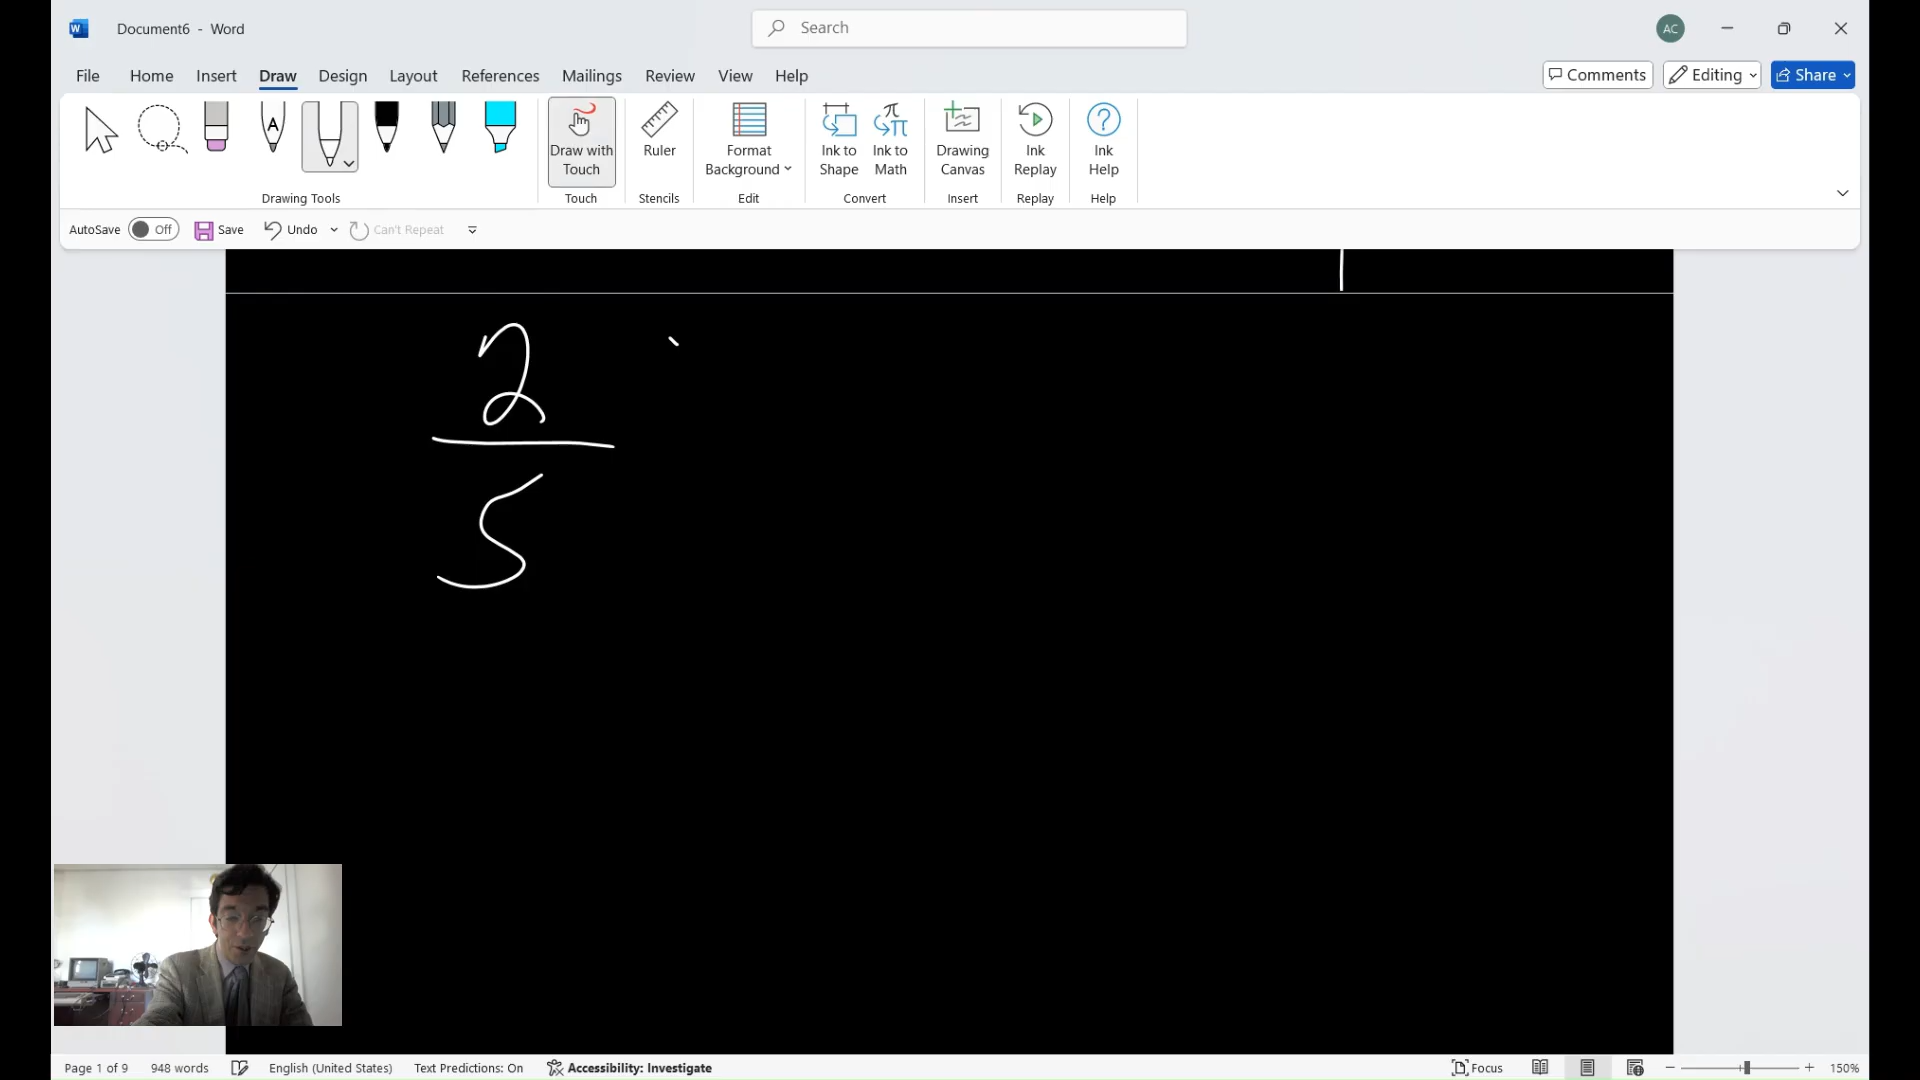 Document6 - Word
Search
AC
File Home Insert Draw Design Layout References Mailings Review View Help
Comments Editing Share
A
Draw with Touch
Ruler
Format Background
Ink to Shape
Ink to Math
Drawing Canvas
Ink Replay
Ink Help
Drawing Tools Touch Stencils Edit Convert Insert Replay Help
AutoSave Off Save Undo Can't Repeat
2
5
Page 1 of 9 948 words English (United States) Text Predictions: On Accessibility: Investigate Focus 150%